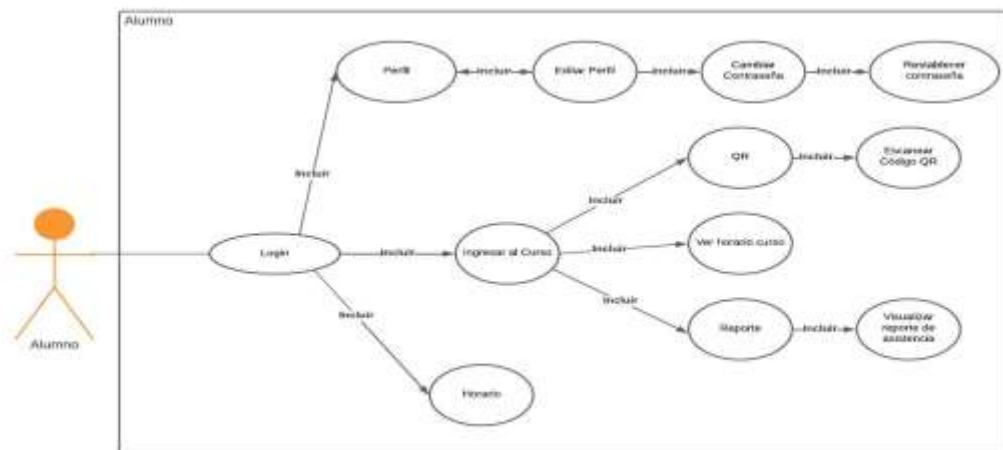 Alumno
Perfil
Incluir
Editar Perfil
Incluir
Cambiar
Contraseña
Incluir
Restablecer
contraseña
Incluir
QR
Incluir
Escanear
Código QR
Incluir
Login
Incluir
Ingresar al Curso
Incluir
Ver horario curso
Incluir
Reporte
Incluir
Visualizar
reporte de
asistencia
Incluir
Horario
Alumno